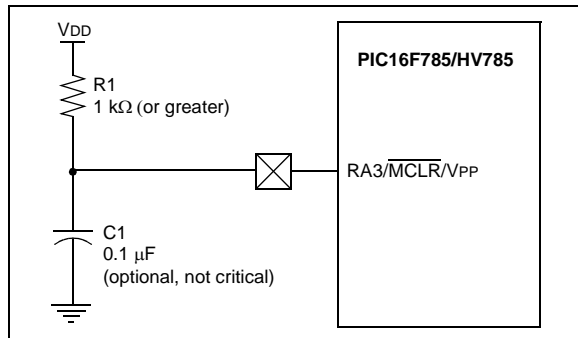 VDD
R1
1 kΩ (or greater)
C1
0.1 μF
(optional, not critical)
PIC16F785/HV785
RA3/MCLR/VPP